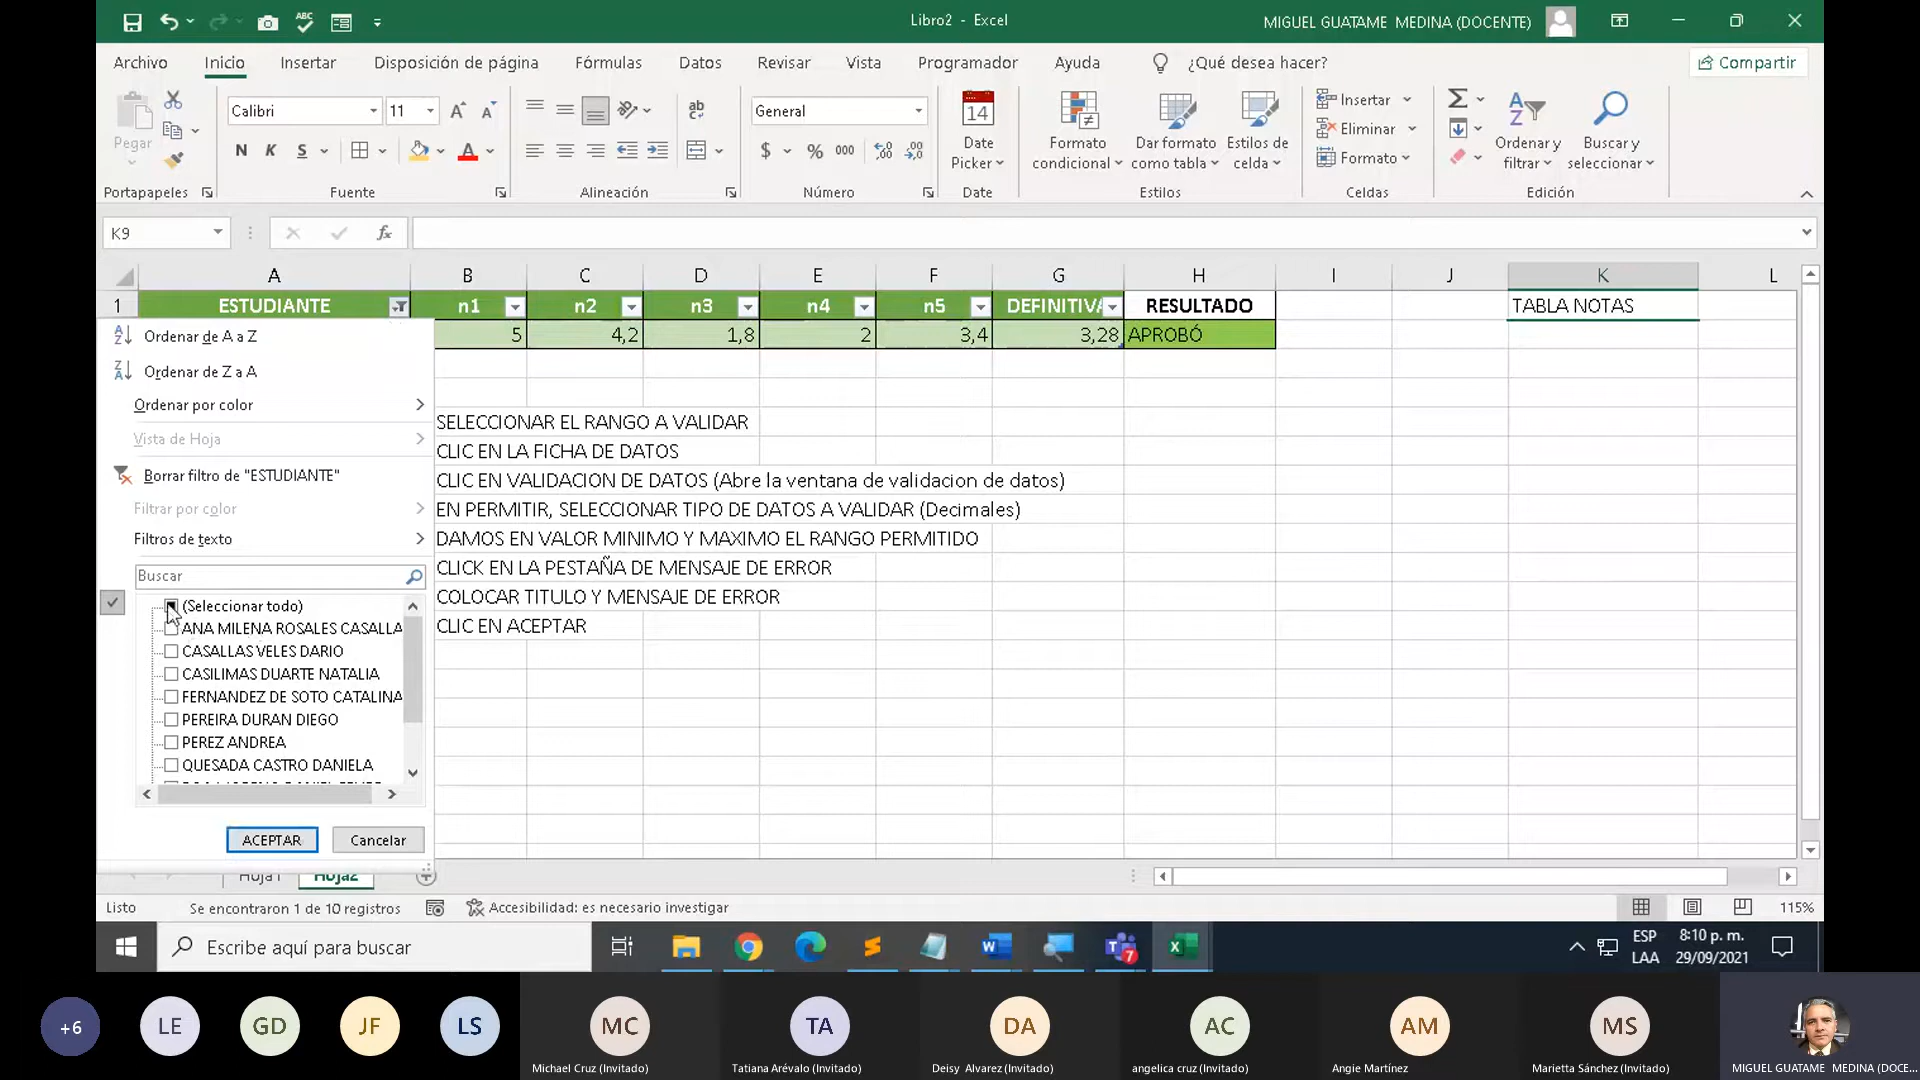 Libro2 - Excel
MIGUEL GUATAME MEDINA (DOCENTE)
Archivo Inicio Insertar Disposición de página Fórmulas Datos Revisar Vista Programador Ayuda ¿Qué desea hacer? Compartir
Pegar
Calibri 11
N K S
General
$ % 000
14
Date Picker
Formato condicional
Dar formato como tabla
Estilos de celda
Insertar
Eliminar
Formato
Ordenar y filtrar
Buscar y seleccionar
Portapapeles Fuente Alineación Número Date Estilos Celdas Edición
K9
fx
A B C D E F G H I J K L
1 ESTUDIANTE n1 n2 n3 n4 n5 DEFINITIVA RESULTADO TABLA NOTAS
5 4,2 1,8 2 3,4 3,28 APROBÓ
Ordenar de A a Z
Ordenar de Z a A
Ordenar por color
Vista de Hoja
Borrar filtro de "ESTUDIANTE"
Filtrar por color
Filtros de texto
Buscar
(Seleccionar todo)
ANA MILENA ROSALES CASALLA
CASALLAS VELES DARIO
CASILIMAS DUARTE NATALIA
FERNANDEZ DE SOTO CATALINA
PEREIRA DURAN DIEGO
PEREZ ANDREA
QUESADA CASTRO DANIELA
ACEPTAR Cancelar
SELECCIONAR EL RANGO A VALIDAR
CLIC EN LA FICHA DE DATOS
CLIC EN VALIDACION DE DATOS (Abre la ventana de validacion de datos)
EN PERMITIR, SELECCIONAR TIPO DE DATOS A VALIDAR (Decimales)
DAMOS EN VALOR MINIMO Y MAXIMO EL RANGO PERMITIDO
CLICK EN LA PESTAÑA DE MENSAJE DE ERROR
COLOCAR TITULO Y MENSAJE DE ERROR
CLIC EN ACEPTAR
Hoja1 Hoja2
Listo Se encontraron 1 de 10 registros Accesibilidad: es necesario investigar 115%
Escribe aquí para buscar
7
ESP
LAA
8:10 p. m.
29/09/2021
+6 LE GD JF LS MC TA DA AC AM MS
Michael Cruz (Invitado) Tatiana Arévalo (Invitado) Deisy Alvarez (Invitado) angelica cruz (Invitado) Angie Martínez Marietta Sánchez (Invitado) MIGUEL GUATAME MEDINA (DOCE...